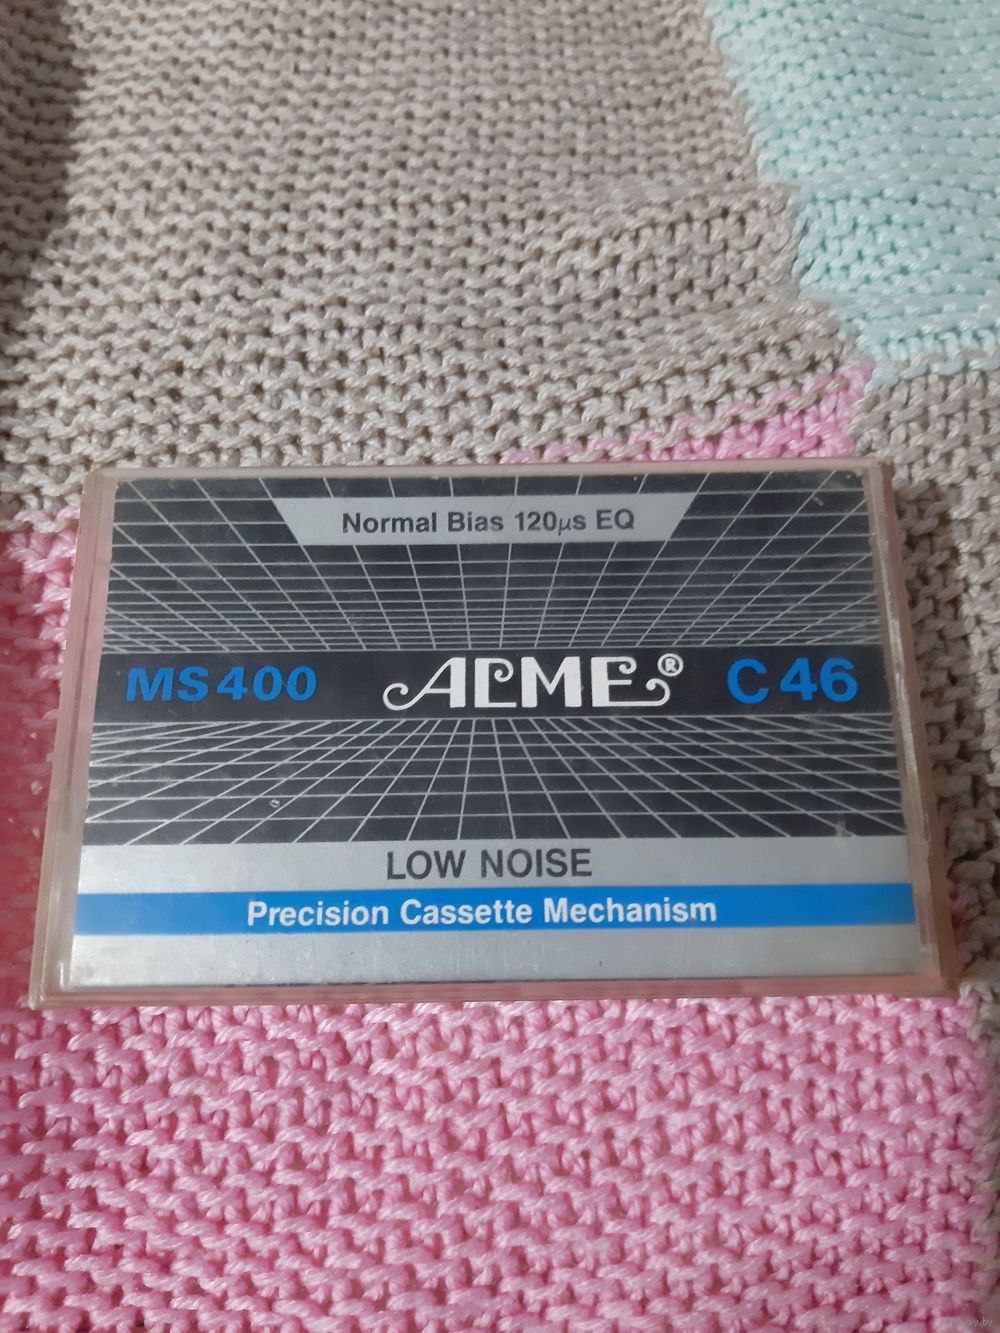 Normal Bias 120µs EQ
MS400 ACME® C46
LOW NOISE
Precision Cassette Mechanism